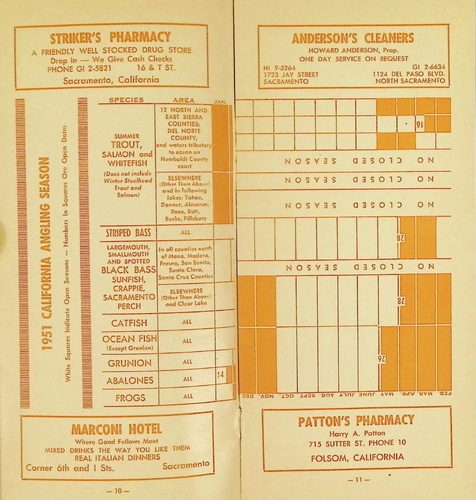 STRIKER'S PHARMACY
A FRIENDLY WELL STOCKED DRUG STORE
Drop in — We Give Cash Checks
PHONE GI 2-5821 16 & T ST.
Sacramento, California
1951 CALIFORNIA ANGLING SEASON
White Squares Indicate Open Seasons — Numbers in Squares Are Open Dates
SPECIES AREA JAN.
SUMMER
TROUT,
SALMON and
WHITEFISH
(Does not include
Winter Steelhead
Trout and
Salmon)
12 NORTH AND
EAST SIERRA
COUNTIES;
DEL NORTE
COUNTY,
and waters tributary
to ocean on
Humboldt County
coast
ELSEWHERE
(Other Than Above)
and in following
lakes: Tahoe,
Donner, Almanor,
Bass, Butt,
Bucks, Pillsbury
STRIPED BASS ALL
LARGEMOUTH,
SMALLMOUTH
AND SPOTTED
BLACK BASS
SUNFISH,
CRAPPIE,
SACRAMENTO
PERCH
In all counties north
of Mono, Madera,
Fresno, San Benito,
Santa Clara,
Santa Cruz Counties
ELSEWHERE
(Other Than Above)
and Clear Lake
CATFISH ALL
OCEAN FISH
(Except Grunion)
ALL
GRUNION ALL
ABALONES ALL 14
FROGS ALL
MARCONI HOTEL
Where Good Fellows Meet
MIXED DRINKS THE WAY YOU LIKE THEM
REAL ITALIAN DINNERS
Corner 6th and I Sts. Sacramento
— 10 —
ANDERSON'S CLEANERS
HOWARD ANDERSON, Prop.
ONE DAY SERVICE ON REQUEST
HI 9-5264 GI 2-6634
1723 JAY STREET 1124 DEL PASO BLVD.
SACRAMENTO NORTH SACRAMENTO
16
NO CLOSED SEASON
NO CLOSED SEASON
NO CLOSED SEASON
28
NO CLOSED SEASON
28
26
FEB. MAR. APR. MAY JUNE JULY AUG. SEPT. OCT. NOV. DEC.
PATTON'S PHARMACY
Harry A. Patton
715 SUTTER ST. PHONE 10
FOLSOM, CALIFORNIA
— 11 —